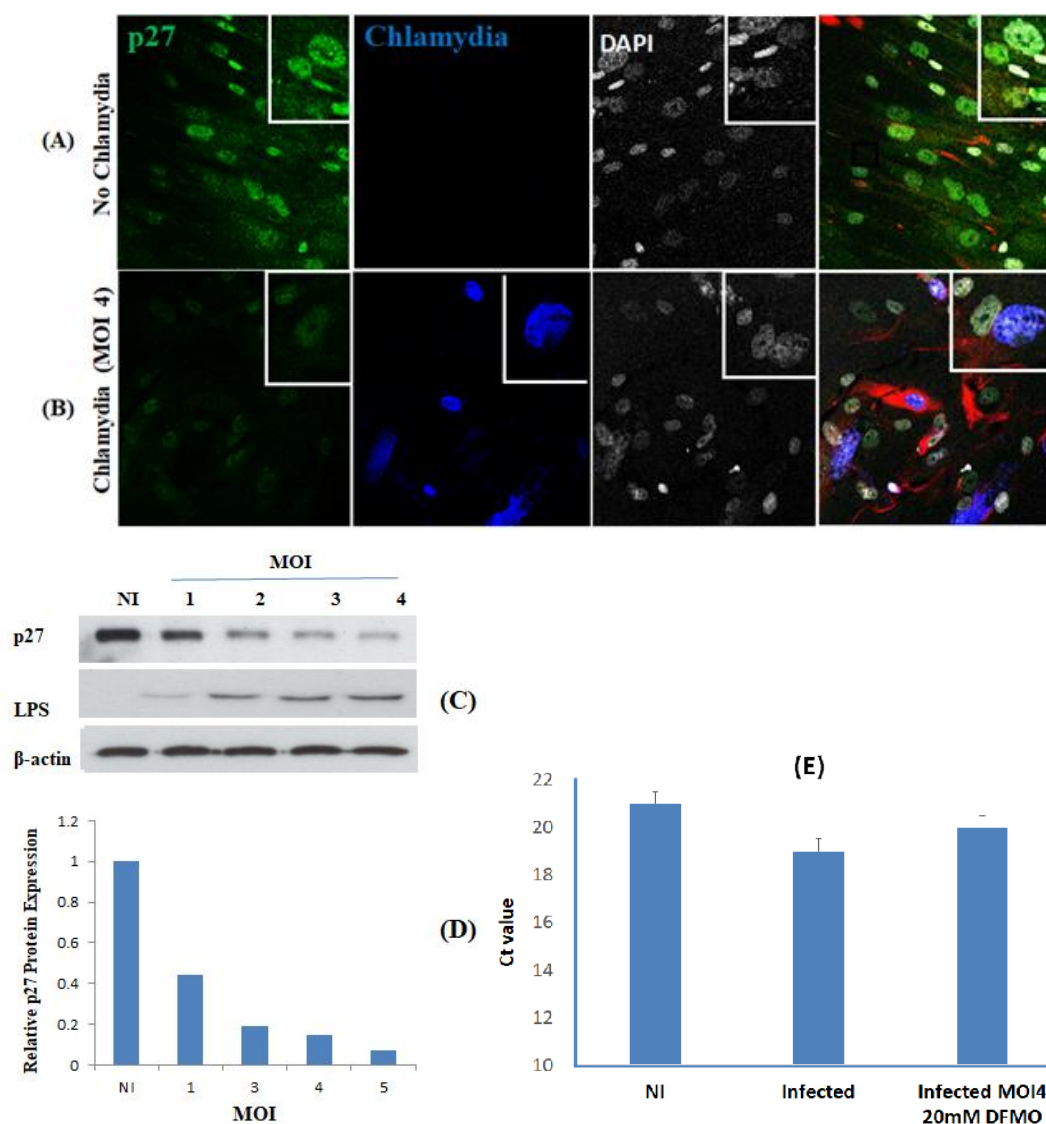 p27
Chlamydia
DAPI
(A)
No Chlamydia
(B)
Chlamydia (MOI 4)
MOI
NI 1 2 3 4
p27
LPS
(C)
β-actin
(D)
Relative p27 Protein Expression
1.2
1
0.8
0.6
0.4
0.2
0
NI 1 3 4 5
MOI
(E)
Ct value
22
20
18
16
14
12
10
NI
Infected
Infected MOI4
20mM DFMO